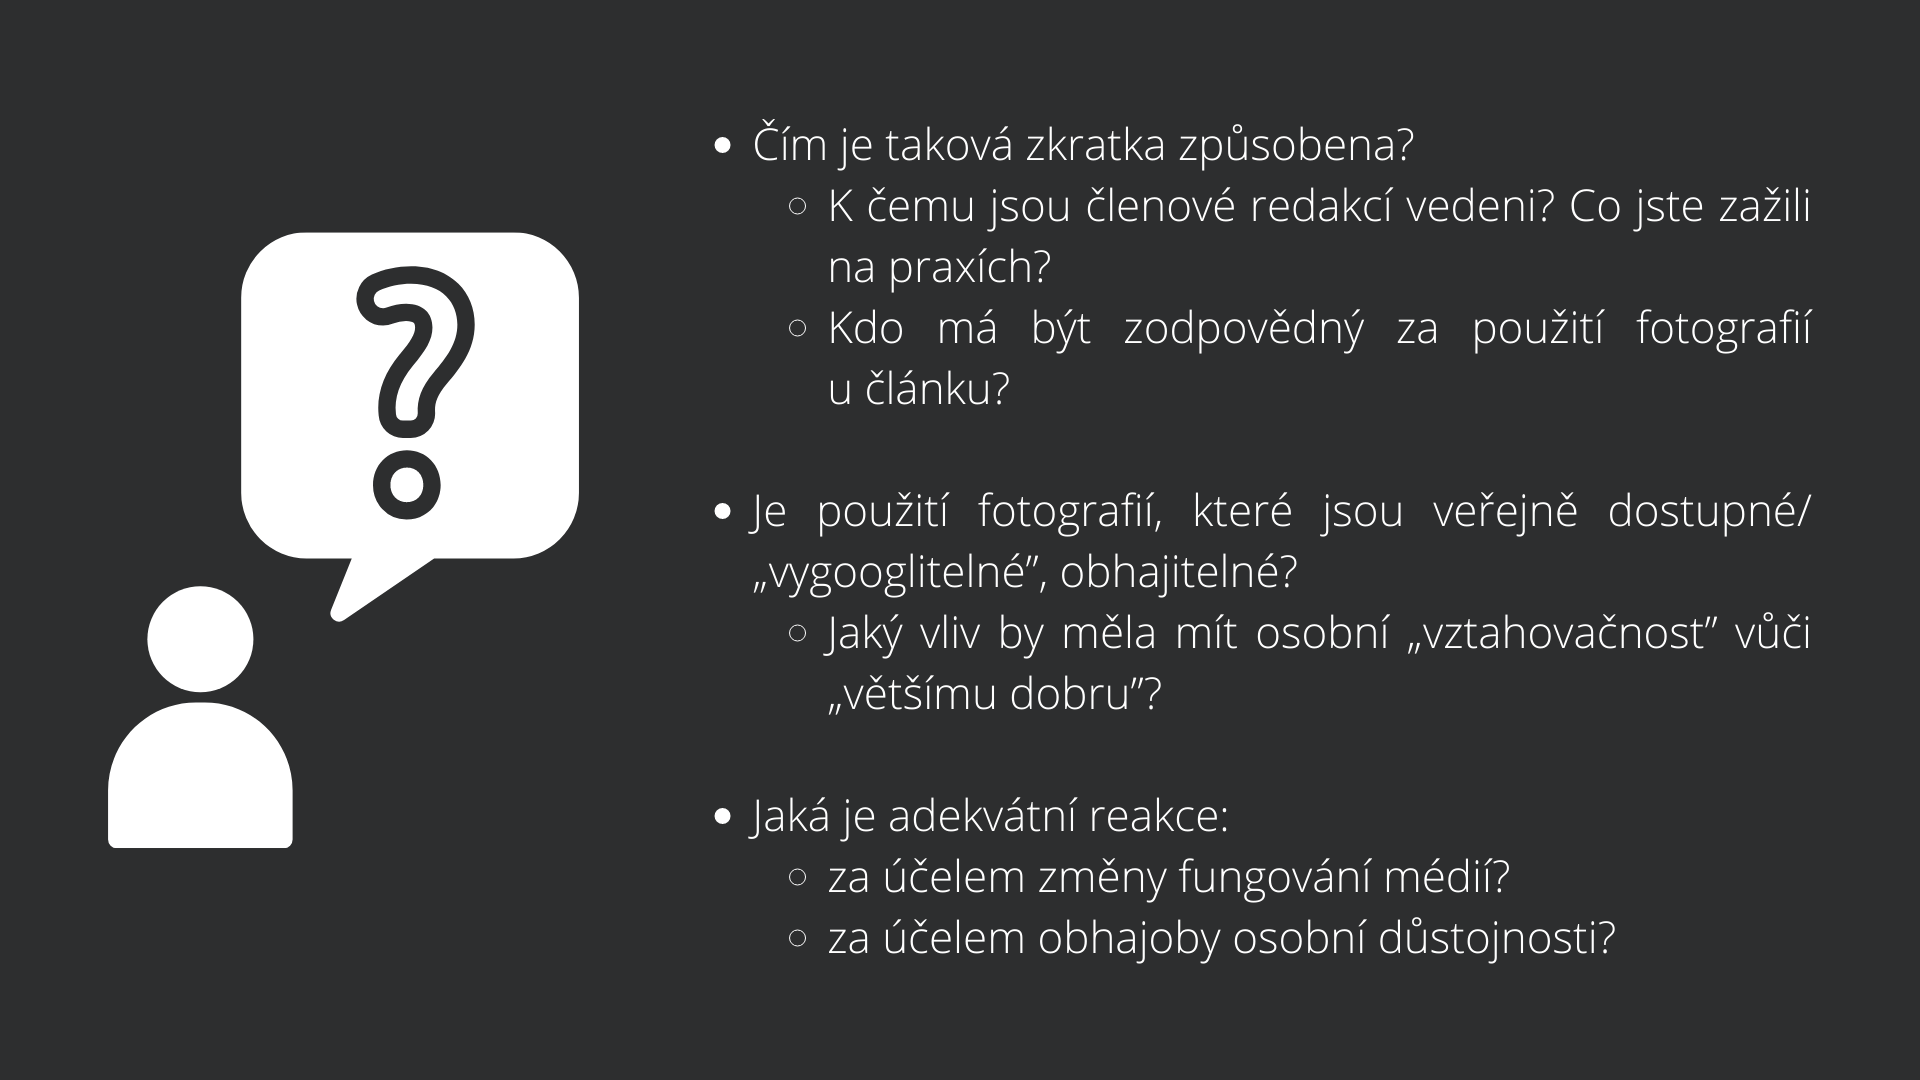 Čím je taková zkratka způsobena?
K čemu jsou členové redakcí vedeni? Co jste zažili
na praxích?
Kdo má být zodpovědný za použití fotografií
u článku?
Je použití fotografií, které jsou veřejně dostupné/
„vygooglitelné”, obhajitelné?
Jaký vliv by měla mít osobní „vztahovačnost” vůči
„většímu dobru”?
Jaká je adekvátní reakce:
za účelem změny fungování médií?
za účelem obhajoby osobní důstojnosti?